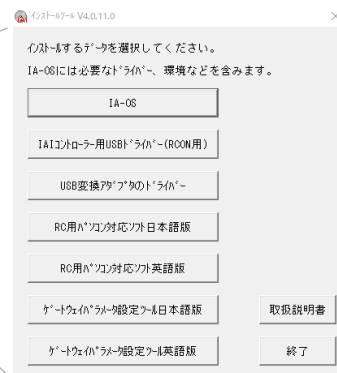 インストールツール V4.0.11.0
インストールするデータを選択してください。
IA-OSには必要なドライバー、環境などを含みます。
IA-OS
IAIコントローラー用USBドライバー(RCON用)
USB変換アダプタのドライバー
RC用パソコン対応ソフト日本語版
RC用パソコン対応ソフト英語版
ゲートウェイパラメータ設定ツール日本語版
取扱説明書
ゲートウェイパラメータ設定ツール英語版
終了